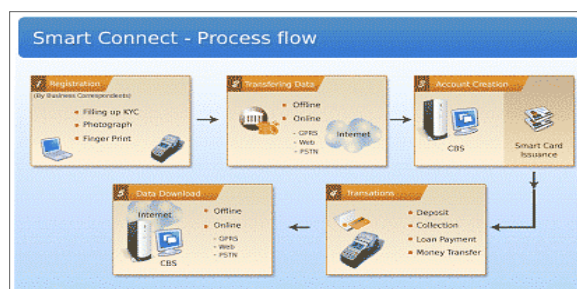 Smart Connect - Process flow
1 Registration
(By Business Correspondents)
Filling up KYC
Photograph
Finger Print
2 Transfering Data
Offline
Online
- GPRS
- Web
- PSTN
Internet
3 Account Creation
CBS
Smart Card
Issuance
4 Transations
Deposit
Collection
Loan Payment
Money Transfer
5 Data Download
Internet
Offline
Online
- GPRS
- Web
- PSTN
CBS